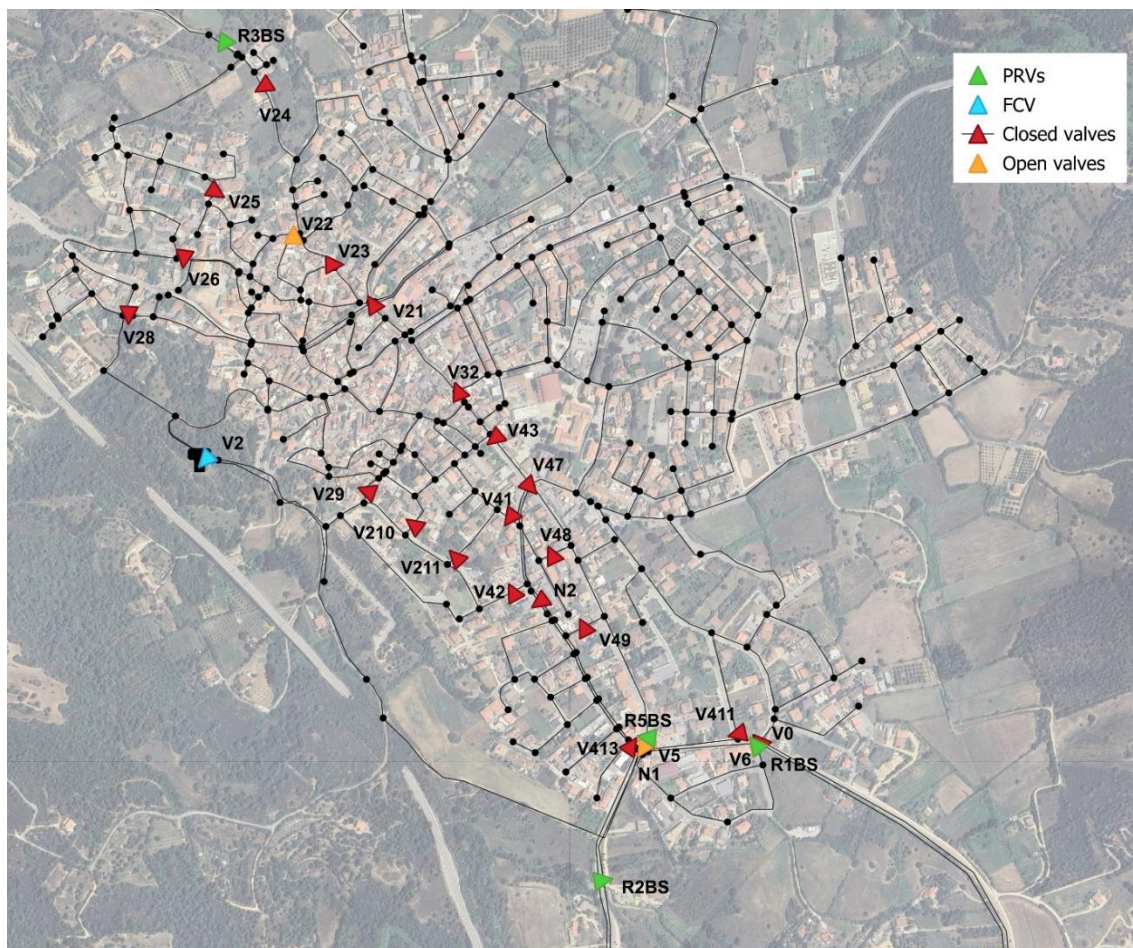 R3BS
PRVs
FCV
Closed valves
Open valves
V24
V25
V22
V23
V26
V21
V28
V32
V43
V2
V47
V29
V41
V210
V48
V211
V42
N2
V49
R5BS
V411
V0
V413
V5
V6
R1BS
N1
R2BS